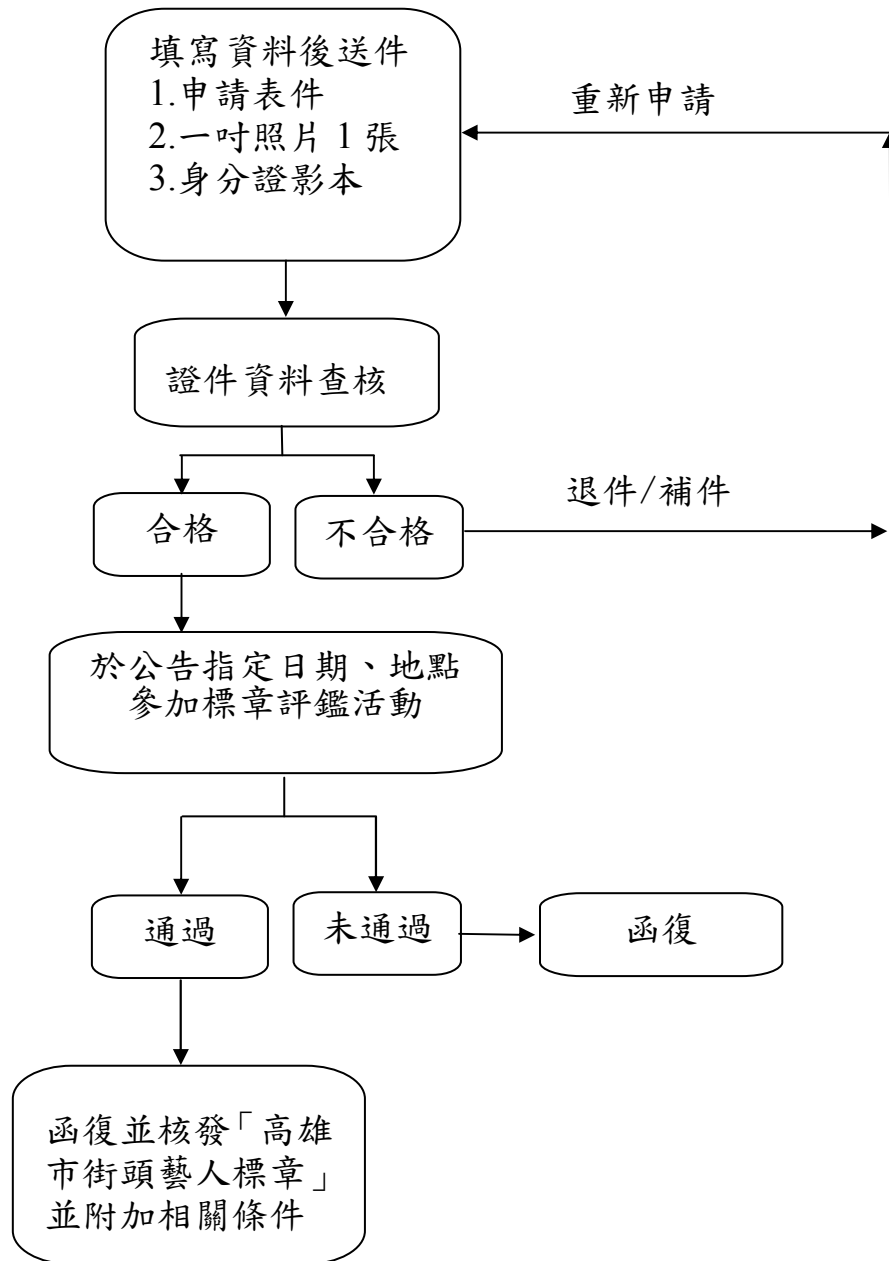 填寫資料後送件
1.申請表件
2.一吋照片 1 張
3.身分證影本
重新申請
證件資料查核
合格
不合格
退件/補件
於公告指定日期、地點
參加標章評鑑活動
通過
未通過
函復
函復並核發「高雄
市街頭藝人標章」
並附加相關條件